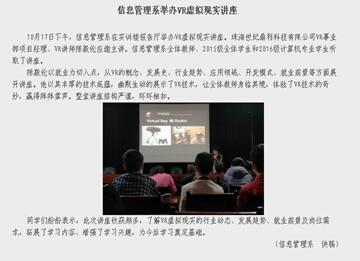 信息管理系举办VR虚拟现实讲座
10月17日下午，信息管理系在实训楼报告厅举办VR虚拟现实讲座。珠海世纪鼎利科技有限公司VR事业
部项目经理、VR讲师陈毅伦应邀主讲。信息管理系全体教师、2015级全体学生和2016级计算机专业学生听
取了讲座。
陈毅伦以就业为切入点，从VR的概念、发展史、行业趋势、应用领域、开发模式、就业前景等方面展
开讲座。他以其丰厚的技术底蕴，幽默生动的展示了VR技术，让全体教师身临其境，体验了VR技术的奇
妙，赢得阵阵掌声。整堂讲座结构严谨，环环相扣。
Virtual Boy
同学们纷纷表示，此次讲座收获颇多，了解VR虚拟现实的行业动态、发展趋势、就业前景及岗位需
求，拓展了学习内容、增强了学习兴趣，为今后学习奠定基础。
（信息管理系 供稿）